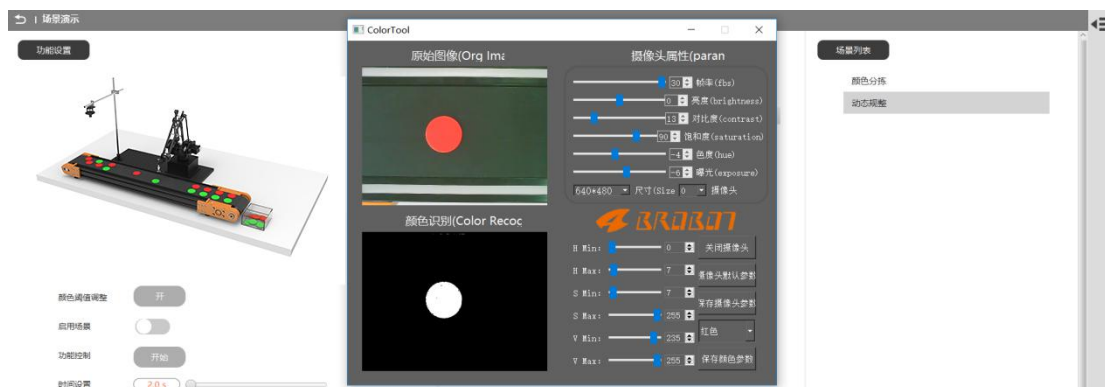 场景演示
功能设置
颜色阈值调整
开
启用场景
功能控制
开始
时间设置
2.0 s
ColorTool
原始图像(Org Ima
摄像头属性(paran
30 帧率(fbs)
0 亮度(brightness)
13 对比度(contrast)
90 饱和度(saturation)
-4 色度(hue)
-6 曝光(exposure)
640*480 尺寸(Size 0 摄像头
颜色识别(Color Recoc
BROBOT
H Min: 0 关闭摄像头
H Max: 7 摄像头默认参数
S Min: 7
保存摄像头参数
S Max: 255
红色
V Min: 235
V Max: 255 保存颜色参数
场景列表
颜色分拣
动态规整